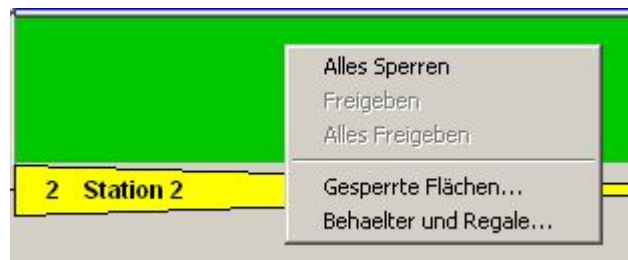 Alles Sperren
Freigeben
Alles Freigeben
2 Station 2
Gesperrte Flächen...
Behaelter und Regale...